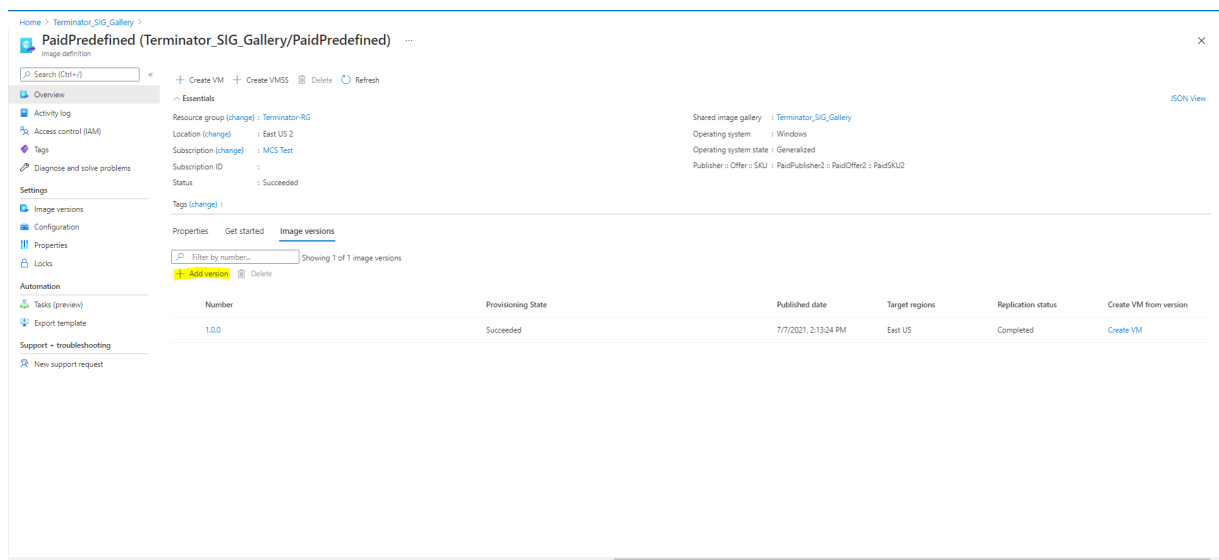 Home > Terminator_SIG_Gallery >
PaidPredefined (Terminator_SIG_Gallery/PaidPredefined) ...
Image definition
Search (Ctrl+/) «
Overview
Activity log
Access control (IAM)
Tags
Diagnose and solve problems
Settings
Image versions
Configuration
Properties
Locks
Automation
Tasks (preview)
Export template
Support + troubleshooting
New support request
+ Create VM + Create VMSS Delete Refresh
Essentials
JSON View
Resource group (change) : Terminator-RG
Location (change) : East US 2
Subscription (change) : MCS Test
Subscription ID :
Status : Succeeded
Shared image gallery : Terminator_SIG_Gallery
Operating system : Windows
Operating system state : Generalized
Publisher :: Offer :: SKU : PaidPublisher2 :: PaidOffer2 :: PaidSKU2
Tags (change) :
Properties Get started Image versions
Filter by number... Showing 1 of 1 image versions
+ Add version Delete
Number Provisioning State Published date Target regions Replication status Create VM from version
1.0.0 Succeeded 7/7/2021, 2:13:24 PM East US Completed Create VM